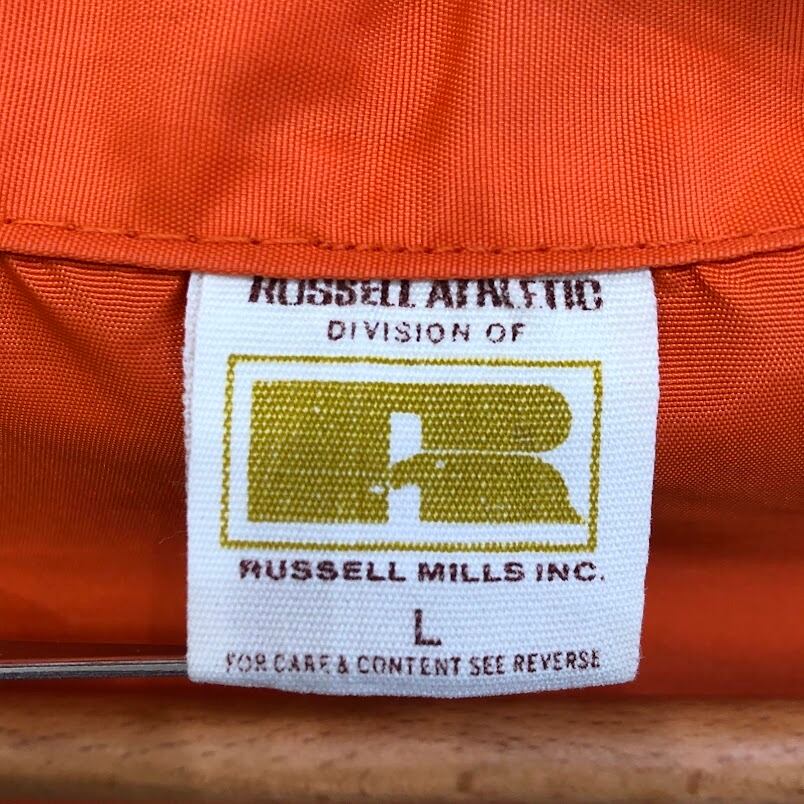 RUSSELL ATHLETIC
DIVISION OF
R
RUSSELL MILLS INC.
L
FOR CARE & CONTENT SEE REVERSE